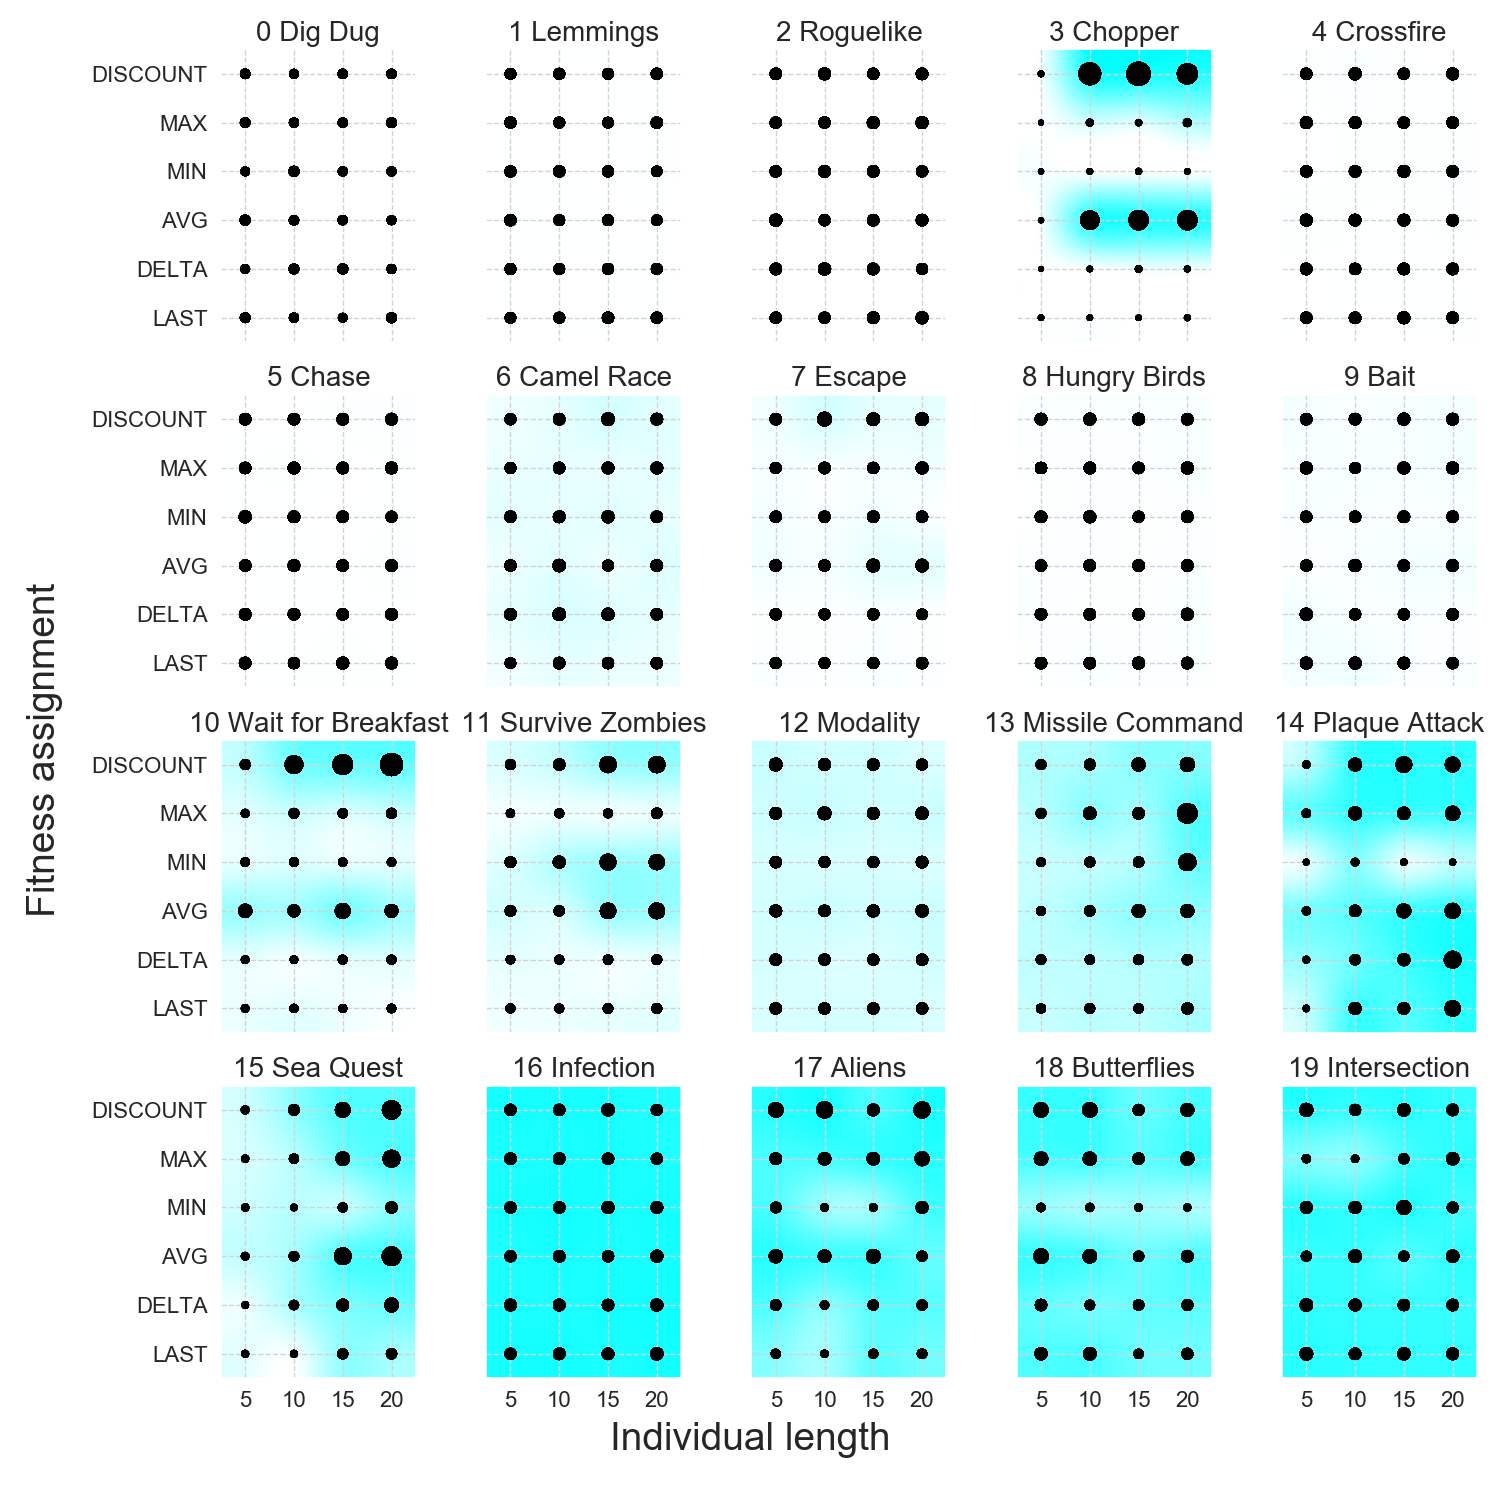 0 Dig Dug
1 Lemmings
2 Roguelike
3 Chopper
4 Crossfire
DISCOUNT
MAX
MIN
AVG
DELTA
LAST
5 Chase
6 Camel Race
7 Escape
8 Hungry Birds
9 Bait
DISCOUNT
MAX
MIN
AVG
DELTA
LAST
Fitness assignment
10 Wait for Breakfast
11 Survive Zombies
12 Modality
13 Missile Command
14 Plaque Attack
DISCOUNT
MAX
MIN
AVG
DELTA
LAST
15 Sea Quest
16 Infection
17 Aliens
18 Butterflies
19 Intersection
DISCOUNT
MAX
MIN
AVG
DELTA
LAST
5 10 15 20
5 10 15 20
5 10 15 20
5 10 15 20
5 10 15 20
Individual length